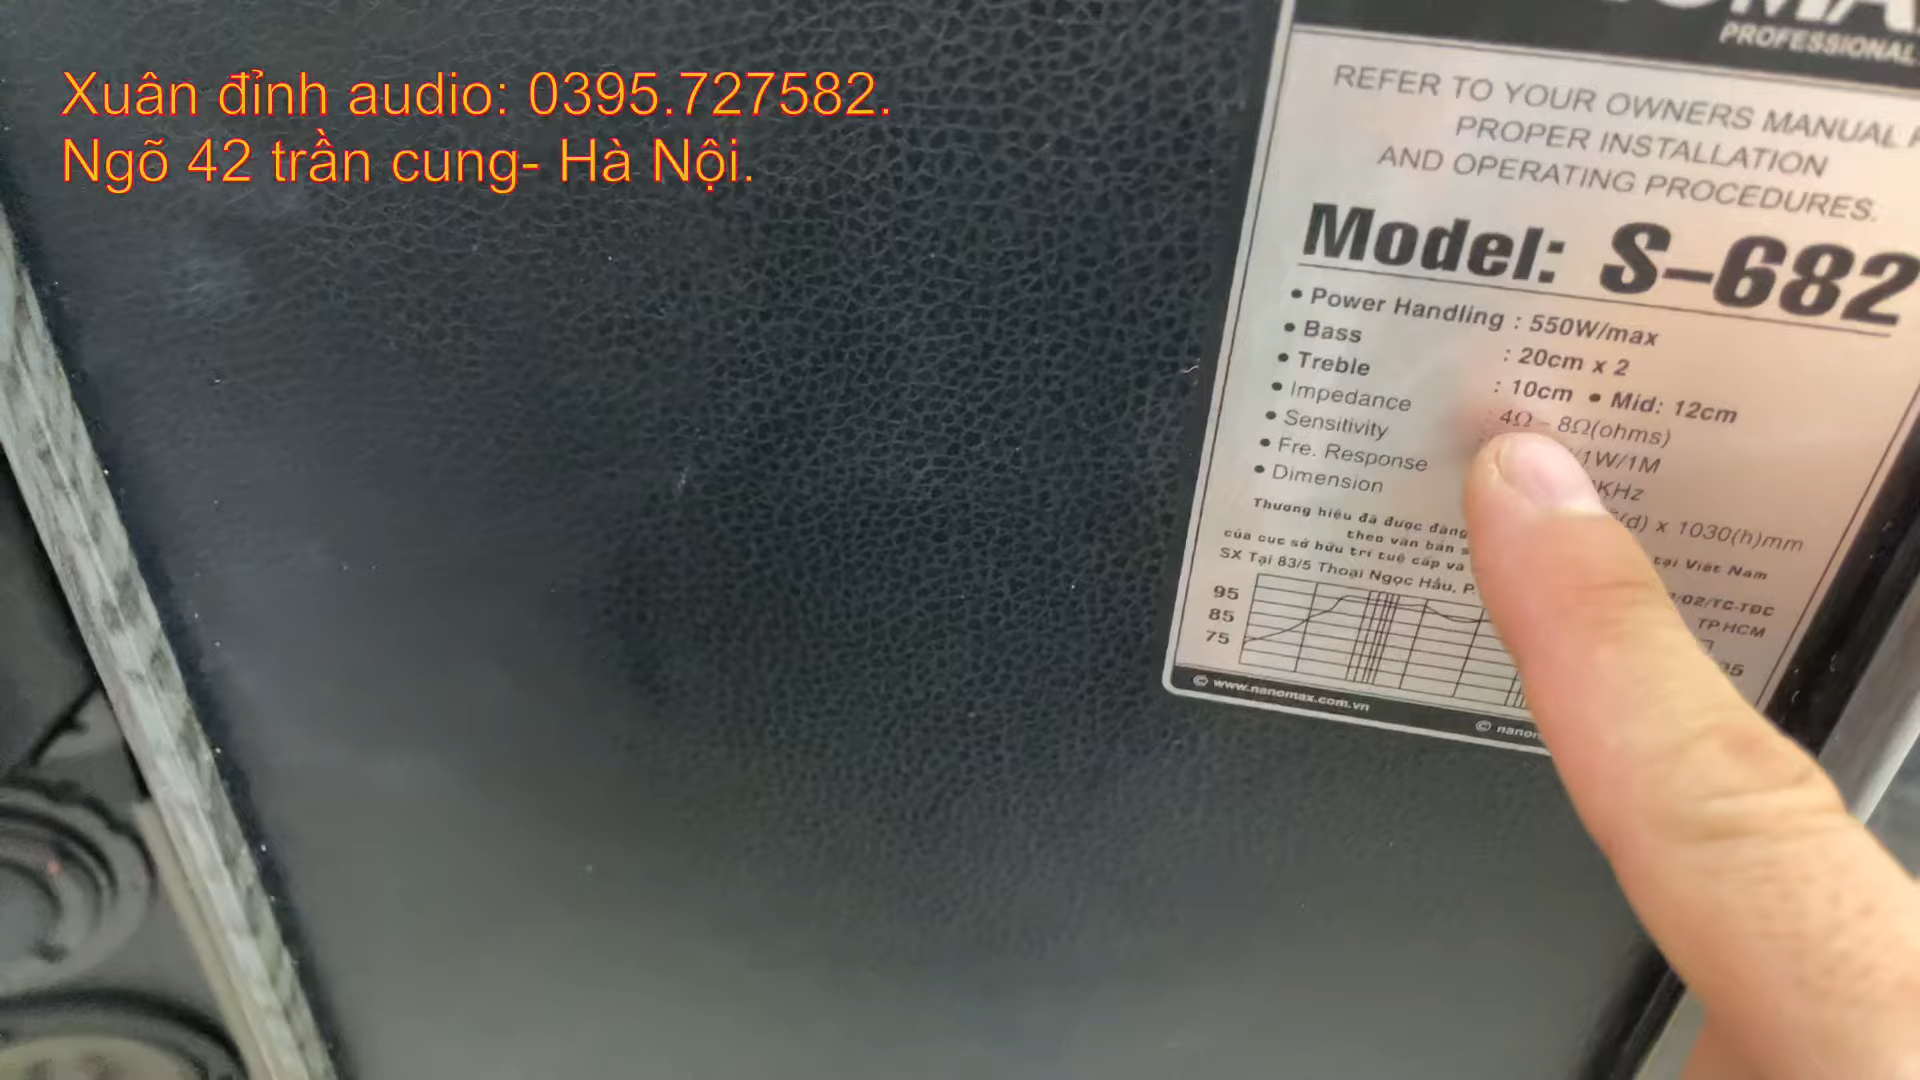 Xuân đỉnh audio: 0395.727582.
Ngõ 42 trần cung- Hà Nội.
PROFESSIONAL
REFER TO YOUR OWNERS MANUAL
PROPER INSTALLATION
AND OPERATING PROCEDURES.
Model: S-682
• Power Handling : 550W/max
• Bass : 20cm x 2
• Treble : 10cm • Mid: 12cm
• Impedance : 4Ω - 8Ω(ohms)
• Sensitivity /1W/1M
• Fre. Response KHz
• Dimension (d) x 1030(h)mm
Thương hiệu đã được đăng tại Việt Nam
theo văn bản /02/TC-TĐC
của cục sở hữu trí tuệ cấp và TP.HCM
SX Tại 83/5 Thoại Ngọc Hầu, P.
95
85
75
© www.nanomax.com.vn ©